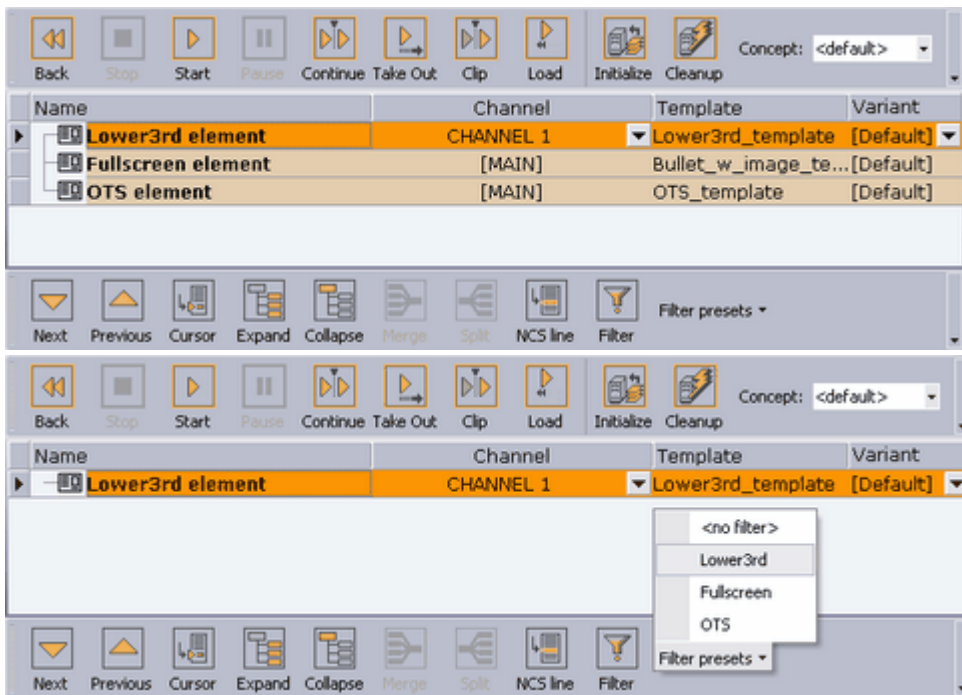 Back Stop Start Pause Continue Take Out Clip Load Initialize Cleanup Concept: <default>
Name Channel Template Variant
Lower3rd element CHANNEL 1 Lower3rd_template [Default]
Fullscreen element [MAIN] Bullet_w_image_te...[Default]
OTS element [MAIN] OTS_template [Default]
Next Previous Cursor Expand Collapse Merge Split NCS line Filter Filter presets
Back Stop Start Pause Continue Take Out Clip Load Initialize Cleanup Concept: <default>
Name Channel Template Variant
Lower3rd element CHANNEL 1 Lower3rd_template [Default]
<no filter>
Lower3rd
Fullscreen
OTS
Next Previous Cursor Expand Collapse Merge Split NCS line Filter Filter presets